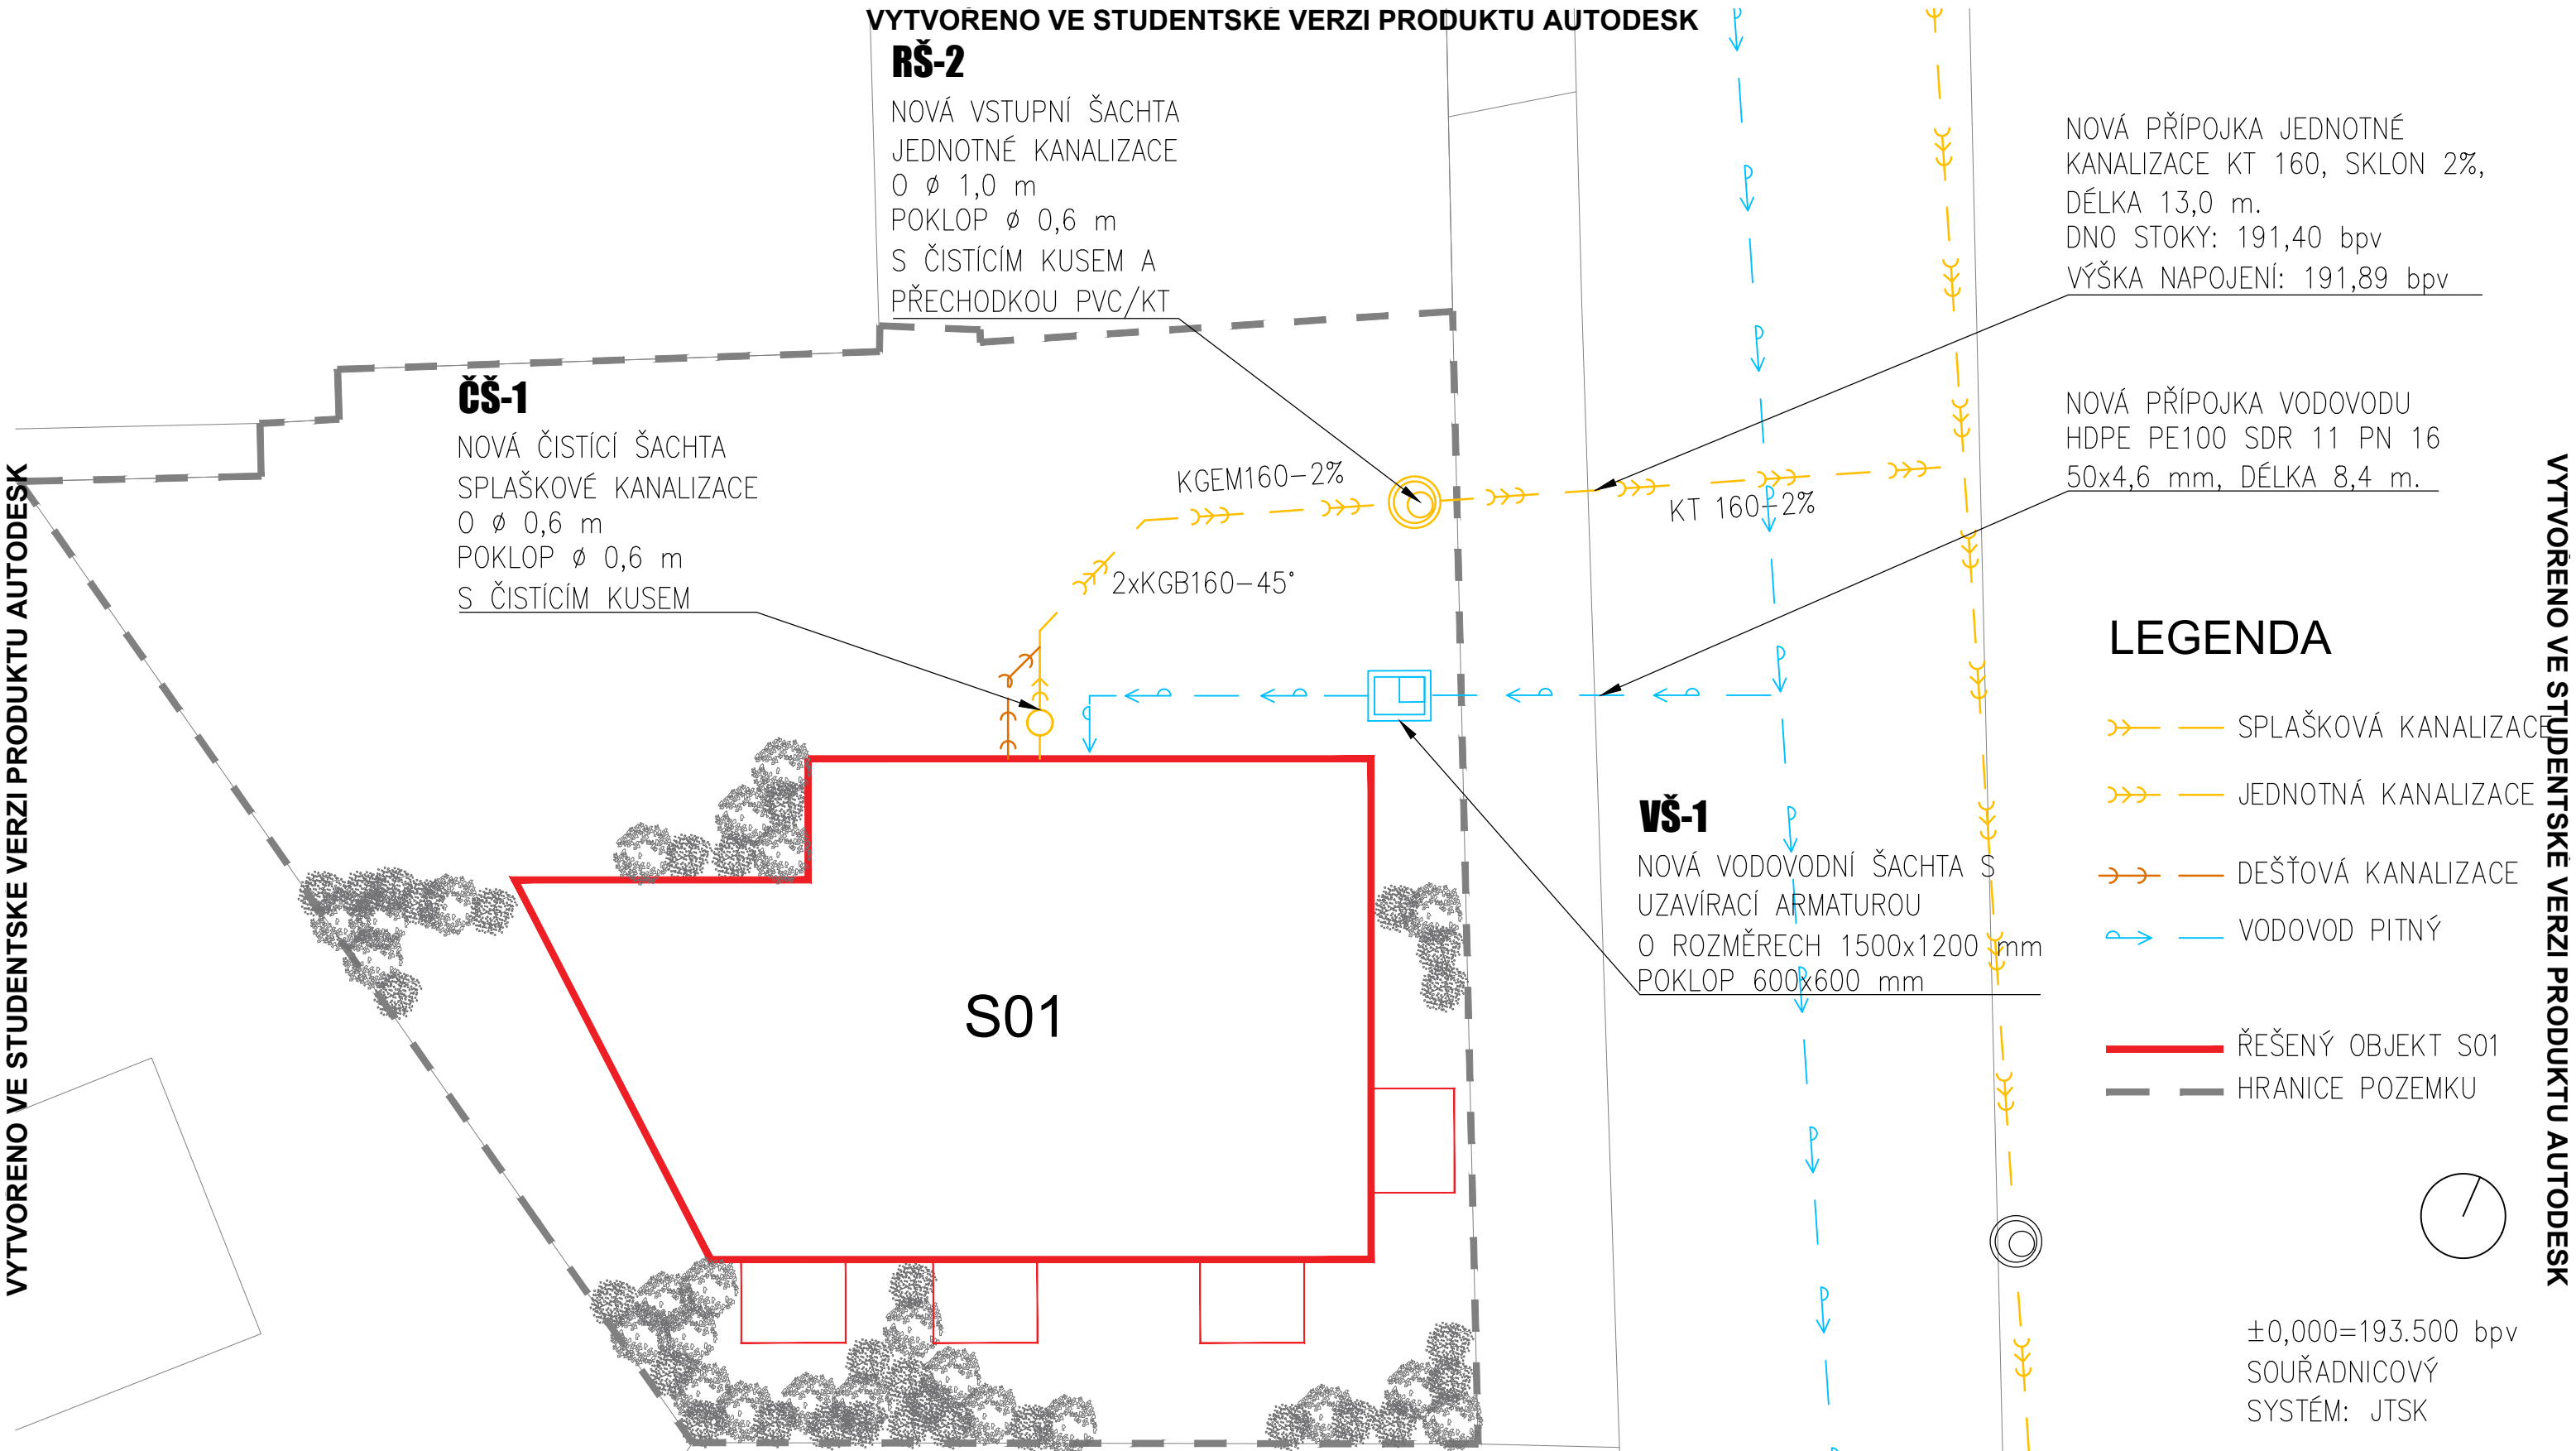 VYTVOŘENO VE STUDENTSKÉ VERZI PRODUKTU AUTODESK
RŠ-2
NOVÁ VSTUPNÍ ŠACHTA
JEDNOTNÉ KANALIZACE
O ø 1,0 m
POKLOP ø 0,6 m
S ČISTÍCÍM KUSEM A
PŘECHODKOU PVC/KT
NOVÁ PŘÍPOJKA JEDNOTNÉ
KANALIZACE KT 160, SKLON 2%,
DÉLKA 13,0 m.
DNO STOKY: 191,40 bpv
VÝŠKA NAPOJENÍ: 191,89 bpv
ČŠ-1
NOVÁ ČISTÍCÍ ŠACHTA
SPLAŠKOVÉ KANALIZACE
O ø 0,6 m
POKLOP ø 0,6 m
S ČISTÍCÍM KUSEM
NOVÁ PŘÍPOJKA VODOVODU
HDPE PE100 SDR 11 PN 16
50x4,6 mm, DÉLKA 8,4 m.
KGEM160-2%
KT 160-2%
2xKGB160-45°
VŠ-1
NOVÁ VODOVODNÍ ŠACHTA S
UZAVÍRACÍ ARMATUROU
O ROZMĚRECH 1500x1200 mm
POKLOP 600x600 mm
S01
LEGENDA
SPLAŠKOVÁ KANALIZACE
JEDNOTNÁ KANALIZACE
DEŠŤOVÁ KANALIZACE
VODOVOD PITNÝ
ŘEŠENÝ OBJEKT S01
HRANICE POZEMKU
±0,000=193.500 bpv
SOUŘADNICOVÝ
SYSTÉM: JTSK
VYTVOŘENO VE STUDENTSKÉ VERZI PRODUKTU AUTODESK
VYTVOŘENO VE STUDENTSKÉ VERZI PRODUKTU AUTODESK